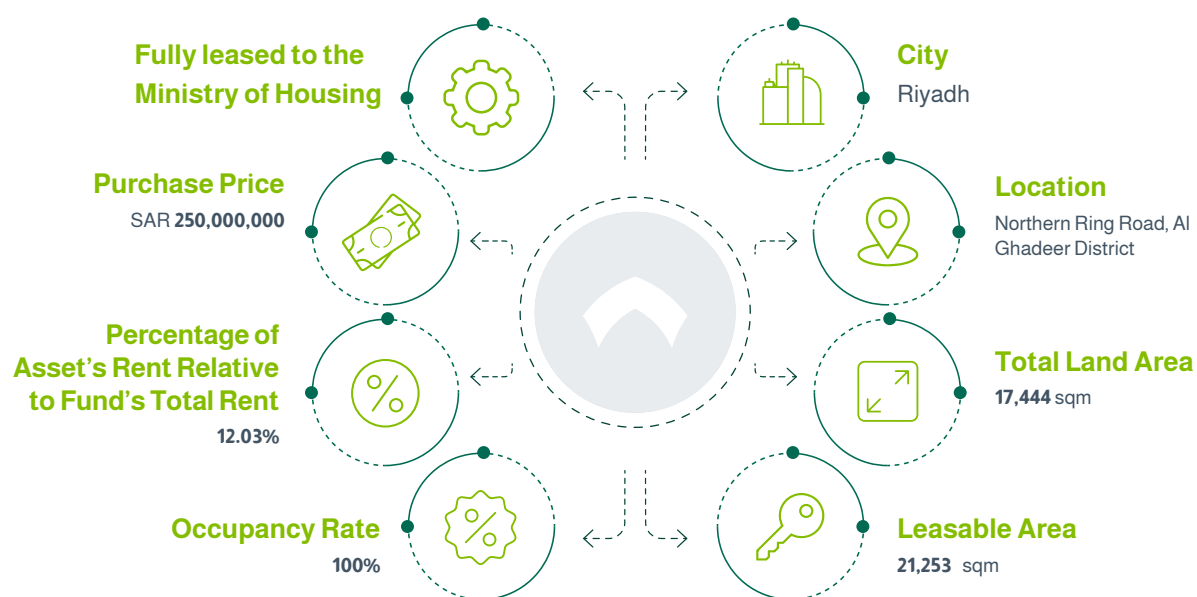 Fully leased to the
Ministry of Housing
Purchase Price
SAR 250,000,000
Percentage of
Asset’s Rent Relative
to Fund’s Total Rent
12.03%
Occupancy Rate
100%
City
Riyadh
Location
Northern Ring Road, Al
Ghadeer District
Total Land Area
17,444 sqm
Leasable Area
21,253 sqm